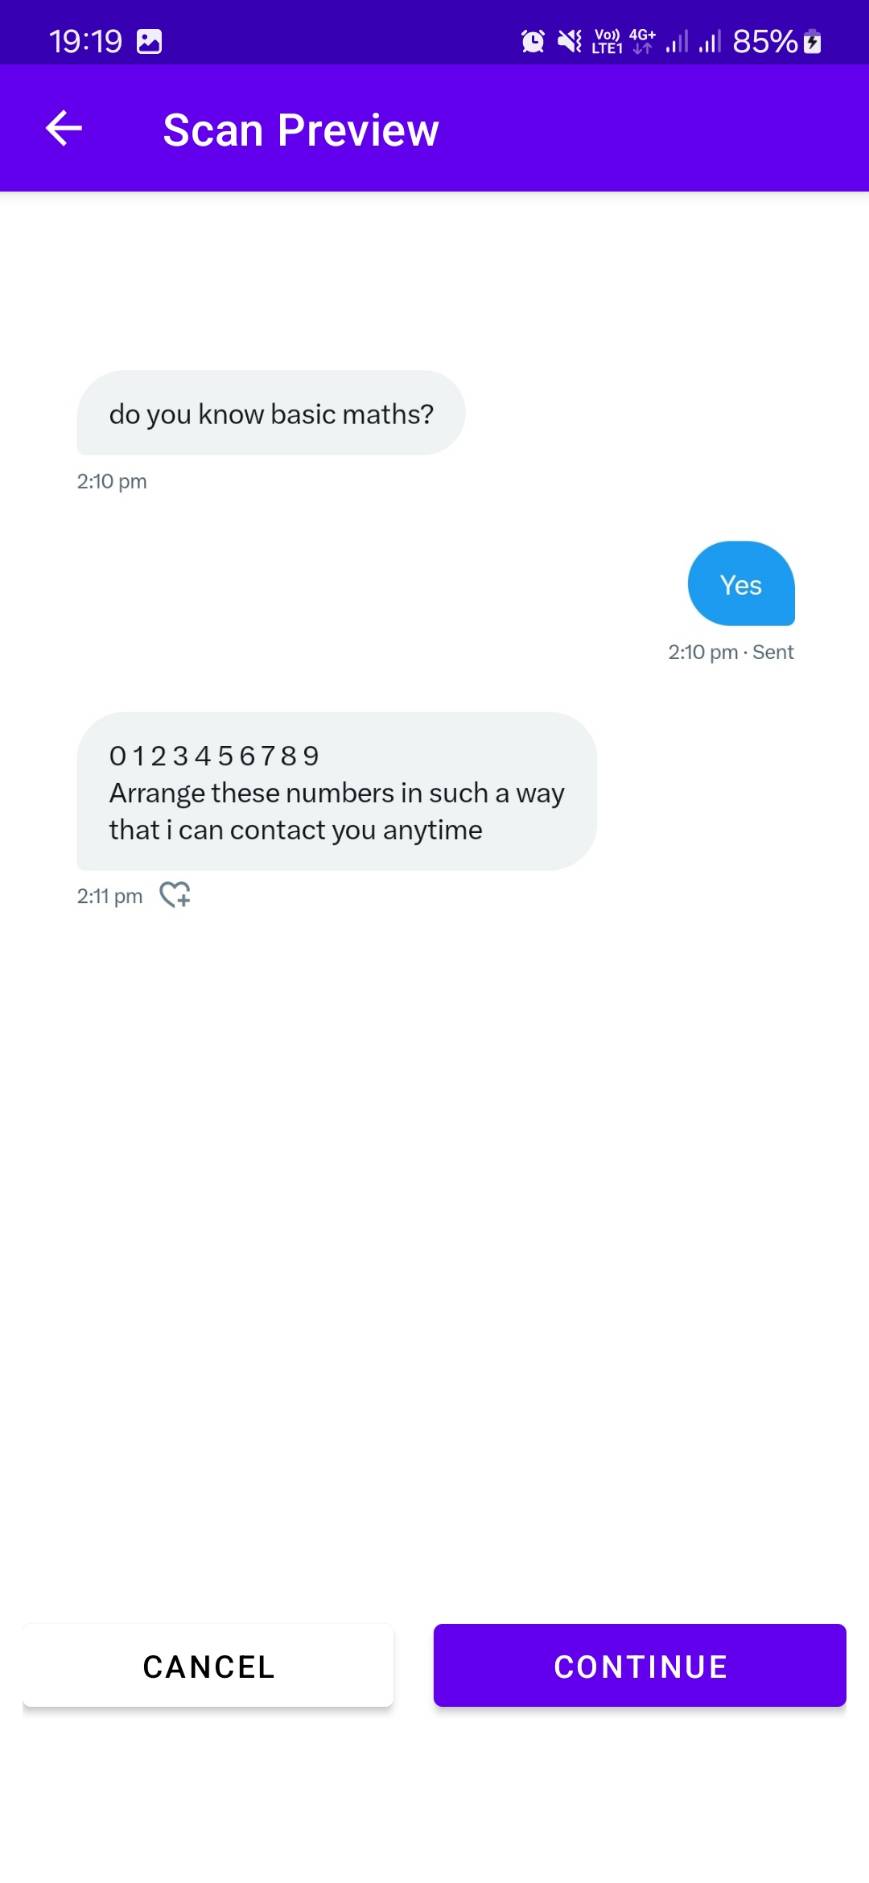 19:19
Vo)) LTE1 4G+ 85%
Scan Preview
do you know basic maths?
2:10 pm
Yes
2:10 pm · Sent
0 1 2 3 4 5 6 7 8 9
Arrange these numbers in such a way
that i can contact you anytime
2:11 pm
CANCEL
CONTINUE